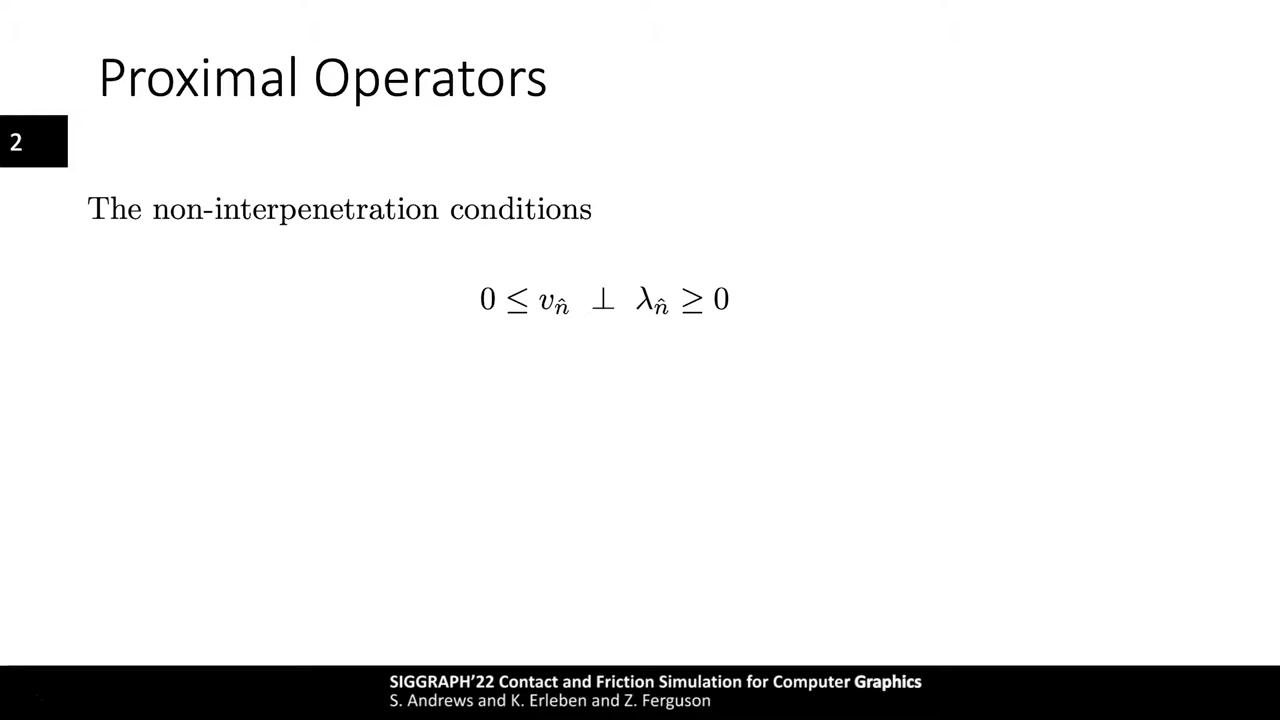 Proximal Operators
2
The non-interpenetration conditions
0 ≤ v_n̂ ⊥ λ_n̂ ≥ 0
SIGGRAPH'22 Contact and Friction Simulation for Computer Graphics
S. Andrews and K. Erleben and Z. Ferguson